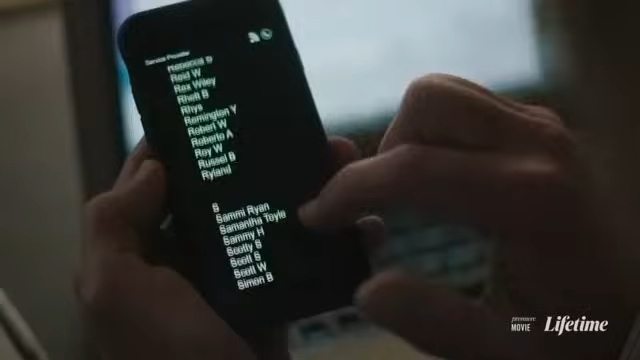 Service Provider
Rebecca S
Reid W
Rex Wiley
Rhett B
Rhys
Remington Y
Robert W
Roberto A
Roy W
Russel B
Ryland
S
Sammi Ryan
Samantha Toyle
Sammy H
Scotty S
Scott S
Scott W
Simon B
premiere
MOVIE
Lifetime